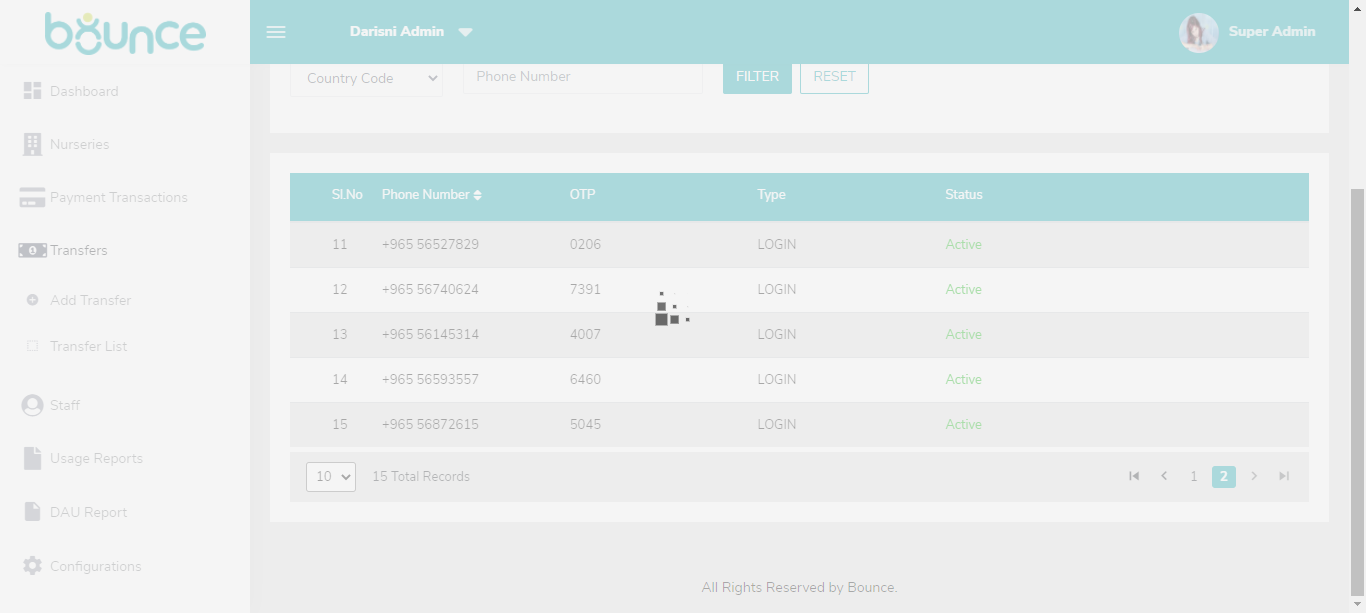 bounce
Darisni Admin
Super Admin
Dashboard
Nurseries
Payment Transactions
Transfers
Add Transfer
Transfer List
Staff
Usage Reports
DAU Report
Configurations
Country Code Phone Number FILTER RESET
Sl.No Phone Number OTP Type Status
11 +965 56527829 0206 LOGIN Active
12 +965 56740624 7391 LOGIN Active
13 +965 56145314 4007 LOGIN Active
14 +965 56593557 6460 LOGIN Active
15 +965 56872615 5045 LOGIN Active
10 15 Total Records 1 2
All Rights Reserved by Bounce.